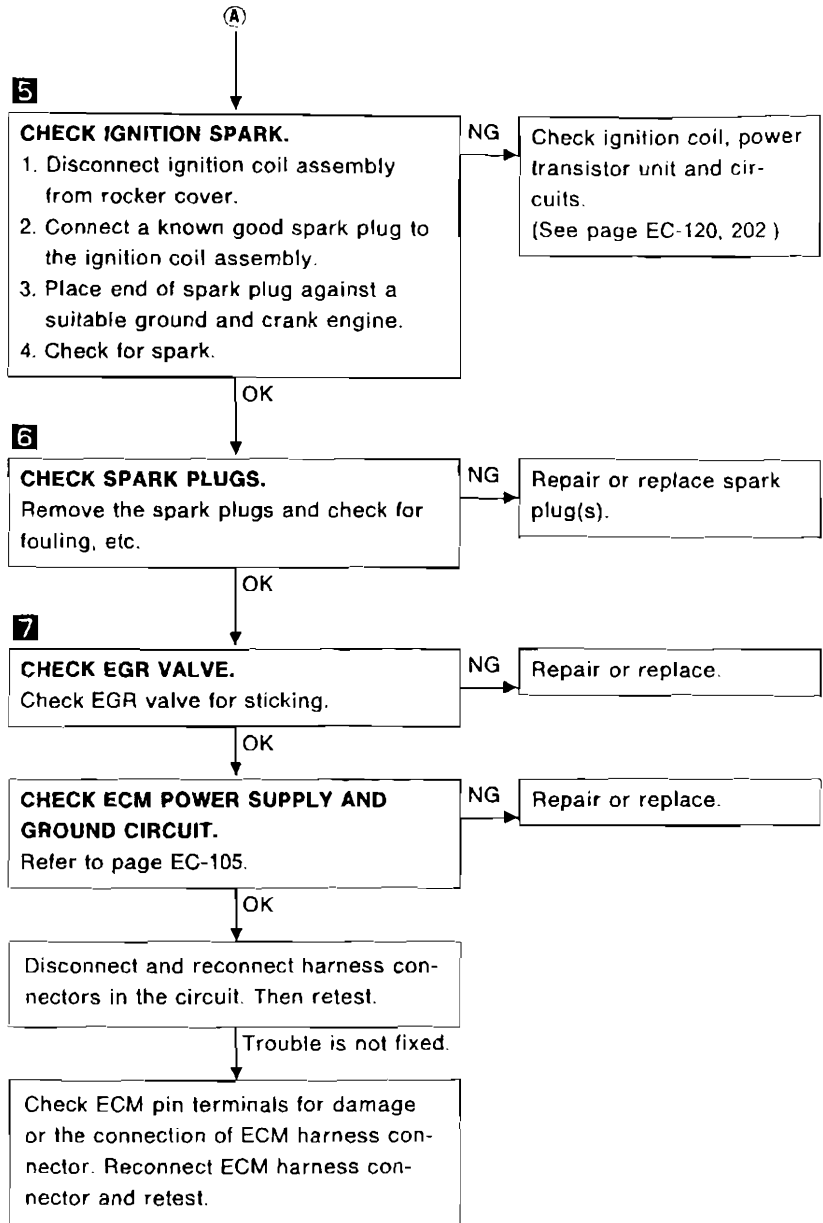 A
5
CHECK IGNITION SPARK.
1. Disconnect ignition coil assembly
from rocker cover.
2. Connect a known good spark plug to
the ignition coil assembly.
3. Place end of spark plug against a
suitable ground and crank engine.
4. Check for spark.
NG
Check ignition coil, power
transistor unit and cir-
cuits.
(See page EC-120, 202 )
OK
6
CHECK SPARK PLUGS.
Remove the spark plugs and check for
fouling, etc.
NG
Repair or replace spark
plug(s).
OK
7
CHECK EGR VALVE.
Check EGR valve for sticking.
NG
Repair or replace.
OK
CHECK ECM POWER SUPPLY AND
GROUND CIRCUIT.
Refer to page EC-105.
NG
Repair or replace.
OK
Disconnect and reconnect harness con-
nectors in the circuit. Then retest.
Trouble is not fixed.
Check ECM pin terminals for damage
or the connection of ECM harness con-
nector. Reconnect ECM harness con-
nector and retest.